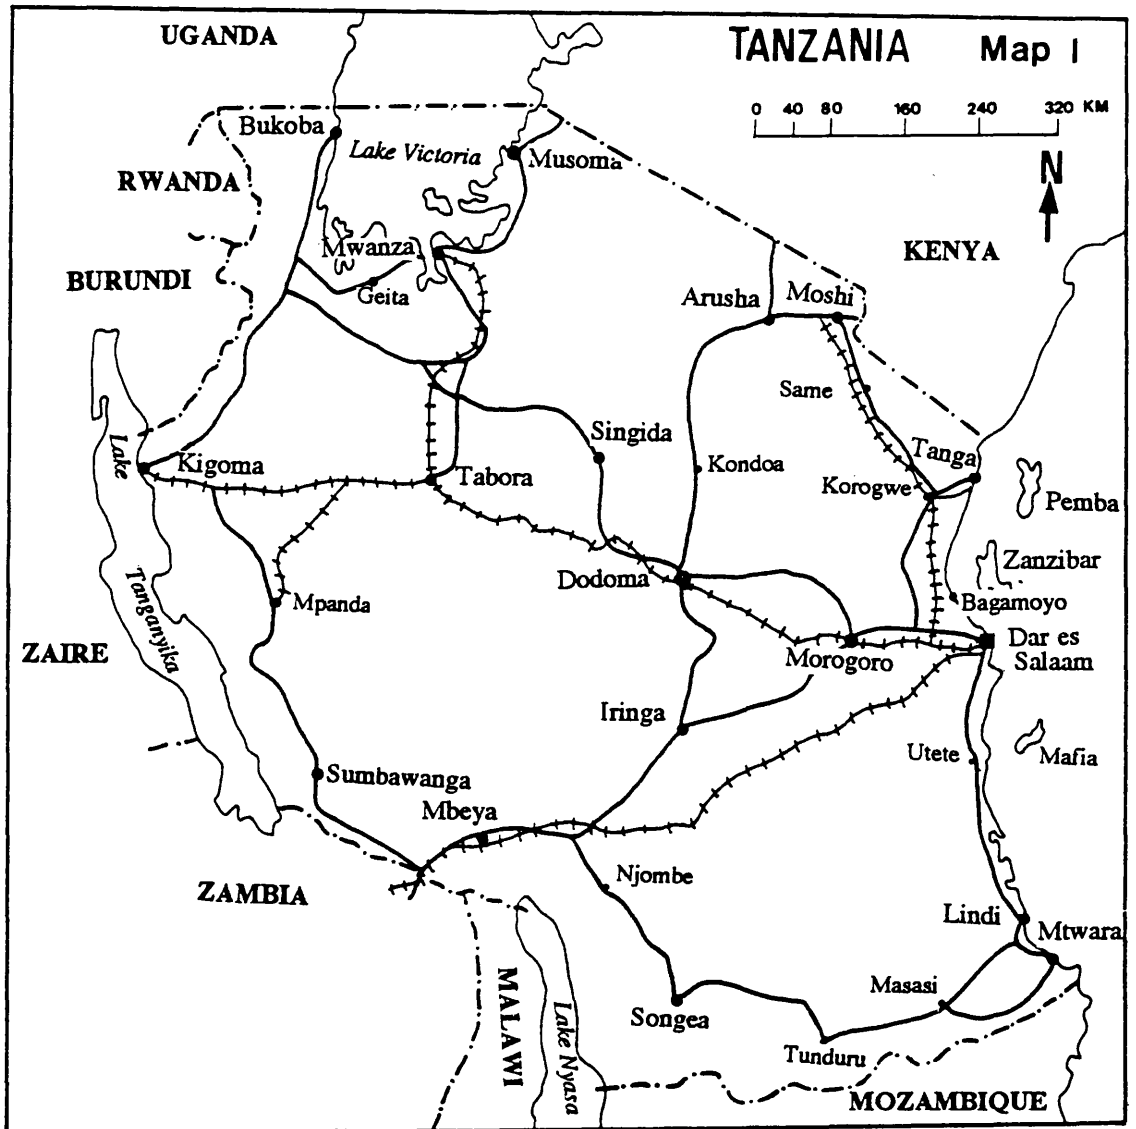 UGANDA
TANZANIA Map 1
0 40 80 160 240 320 KM
N
Bukoba
Lake Victoria
Musoma
RWANDA
Mwanza
KENYA
BURUNDI
Geita
Arusha
Moshi
Same
Singida
Tanga
Lake
Kigoma
Tabora
Kondoa
Korogwe
Pemba
Zanzibar
Dodoma
Tanganyika
Mpanda
Bagamoyo
ZAIRE
Morogoro
Dar es
Salaam
Iringa
Utete
Mafia
Sumbawanga
Mbeya
ZAMBIA
Njombe
Lindi
Mtwara
MALAWI
Lake Nyasa
Masasi
Songea
Tunduru
MOZAMBIQUE